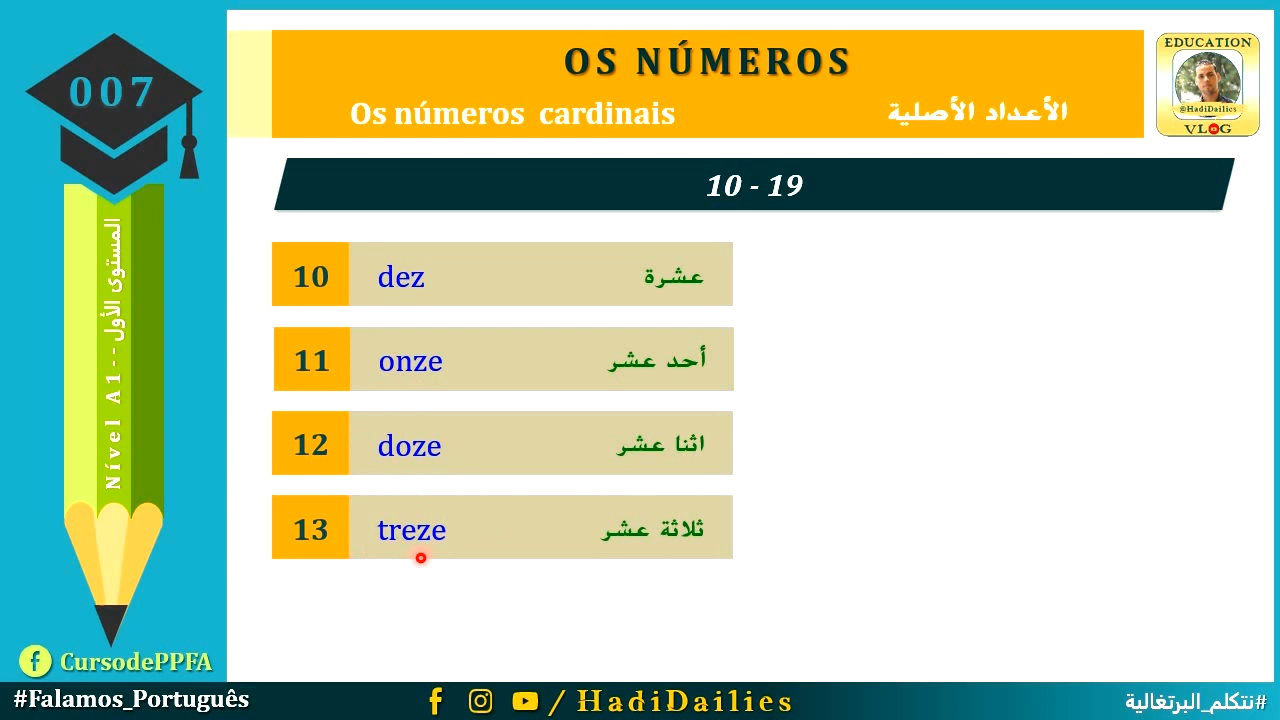 007
OS NÚMEROS
Os números cardinais
الأعداد الأصلية
EDUCATION
@HadiDailies
VLOG
10 - 19
10 dez عشرة
11 onze أحد عشر
12 doze اثنا عشر
13 treze ثلاثة عشر
Nível A1 -- المستوى الأول
CursodePPFA
#Falamos_Português
/ HadiDailies
#نتكلم_البرتغالية